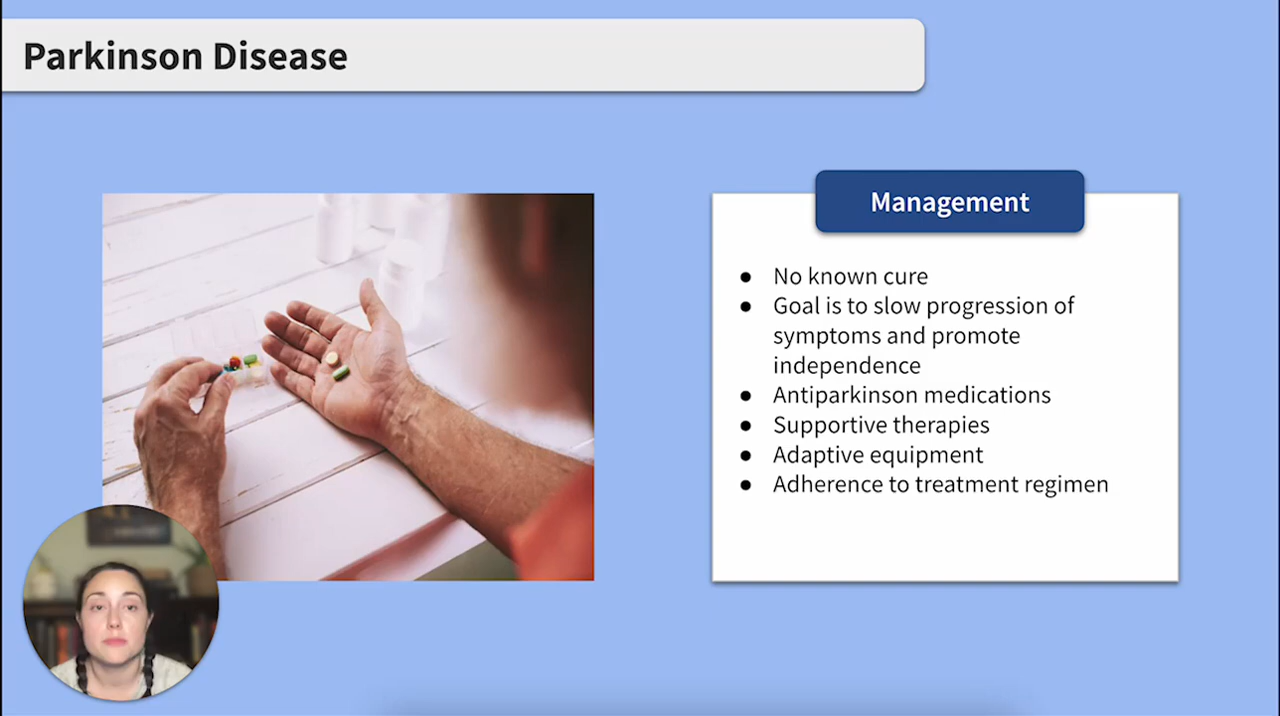 Parkinson Disease
Management
● No known cure
● Goal is to slow progression of
symptoms and promote
independence
● Antiparkinson medications
● Supportive therapies
● Adaptive equipment
● Adherence to treatment regimen